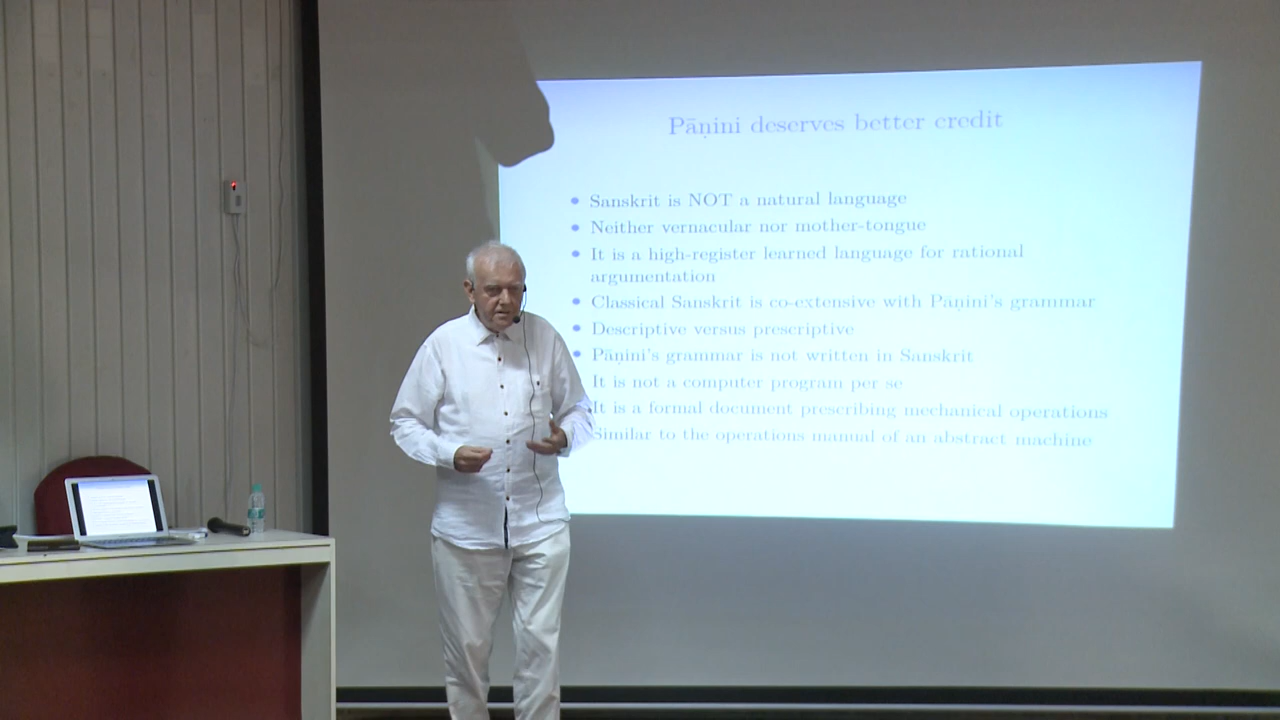 Pāṇini deserves better credit
Sanskrit is NOT a natural language
Neither vernacular nor mother-tongue
It is a high-register learned language for rational
argumentation
Classical Sanskrit is co-extensive with Pāṇini's grammar
Descriptive versus prescriptive
Pāṇini's grammar is not written in Sanskrit
It is not a computer program per se
It is a formal document prescribing mechanical operations
Similar to the operations manual of an abstract machine